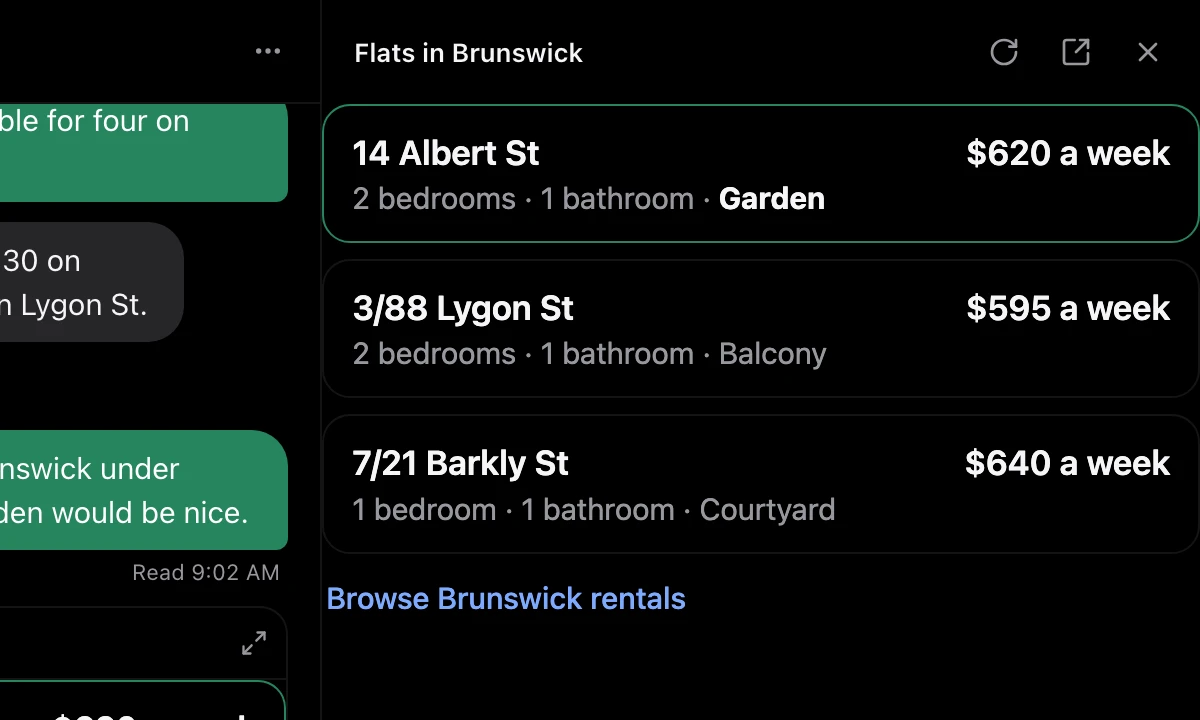 ble for four on
30 on
n Lygon St.
nswick under
den would be nice.
Read 9:02 AM
Flats in Brunswick
14 Albert St
$620 a week
2 bedrooms · 1 bathroom · Garden
3/88 Lygon St
$595 a week
2 bedrooms · 1 bathroom · Balcony
7/21 Barkly St
$640 a week
1 bedroom · 1 bathroom · Courtyard
Browse Brunswick rentals